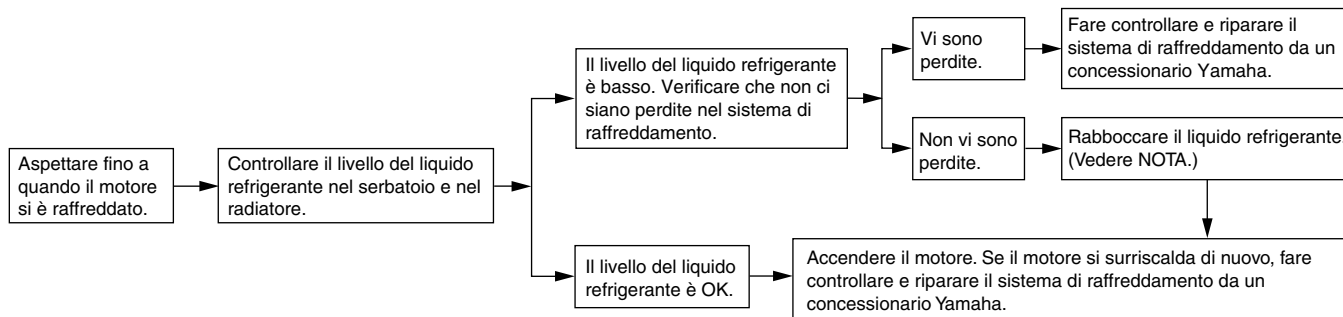 Aspettare fino a
quando il motore
si è raffreddato.
Controllare il livello del liquido
refrigerante nel serbatoio e nel
radiatore.
Il livello del liquido refrigerante
è basso. Verificare che non ci
siano perdite nel sistema di
raffreddamento.
Vi sono
perdite.
Fare controllare e riparare il
sistema di raffreddamento da un
concessionario Yamaha.
Non vi sono
perdite.
Rabboccare il liquido refrigerante.
(Vedere NOTA.)
Il livello del liquido
refrigerante è OK.
Accendere il motore. Se il motore si surriscalda di nuovo, fare
controllare e riparare il sistema di raffreddamento da un
concessionario Yamaha.